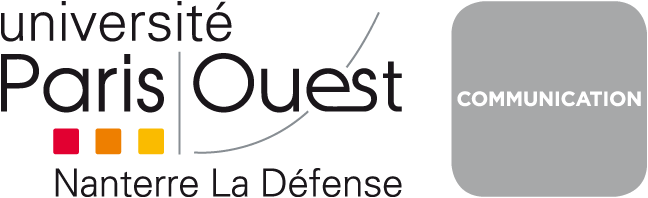 université
Paris Ouest
Nanterre La Défense
COMMUNICATION